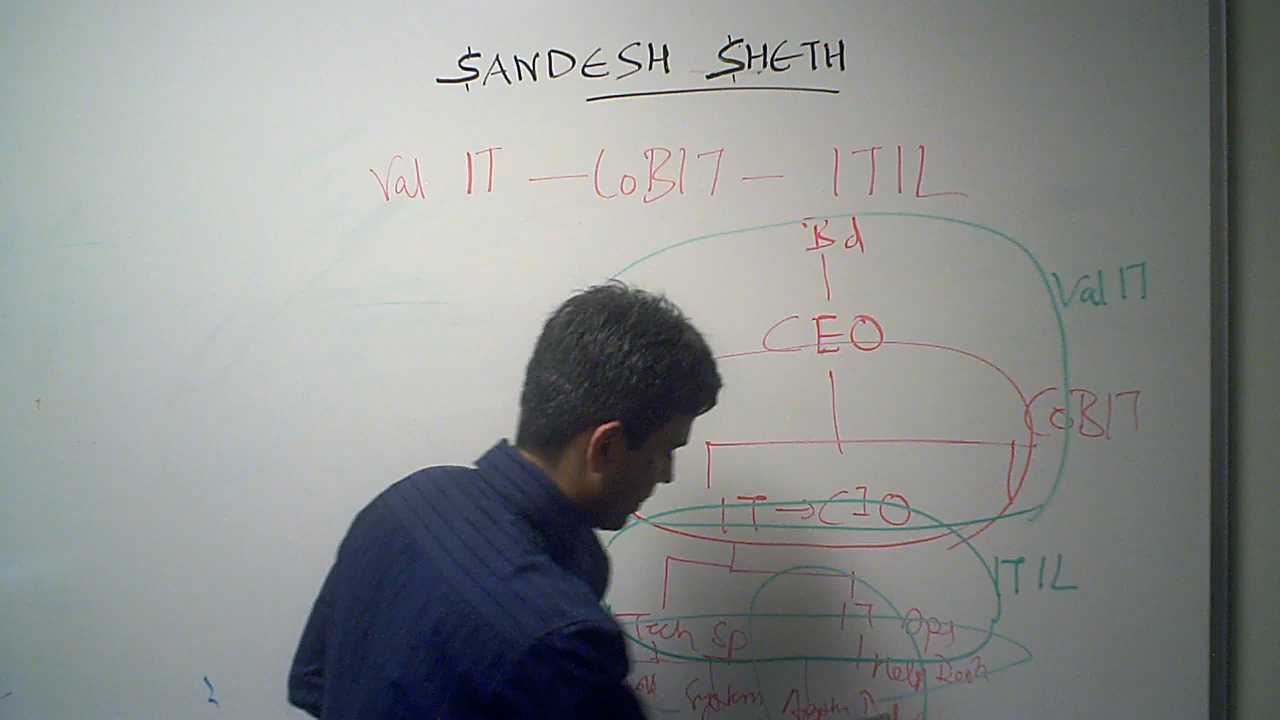 $ANDESH $HETH
Val IT — CoBIT — ITIL
Bd
Val IT
CEO
CoBIT
IT → CIO
ITIL
Tech Sp
IT Ops
Help Desk
System